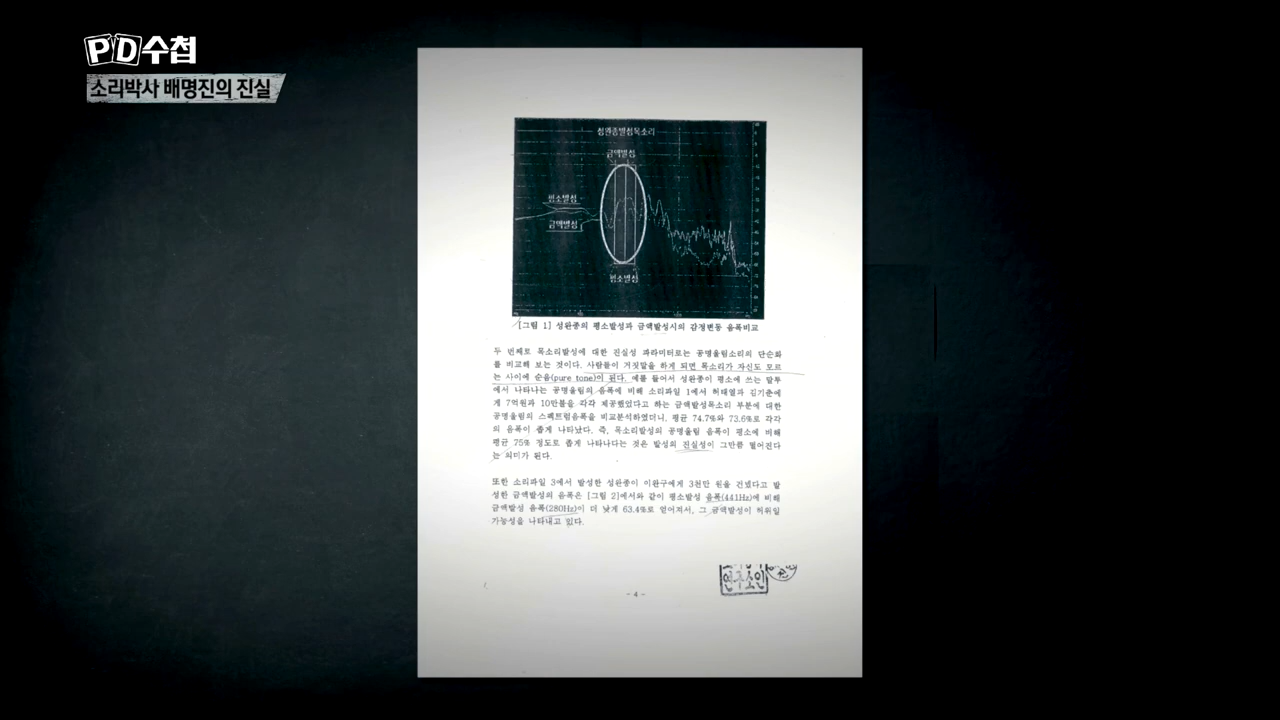 PD수첩
소리박사 배명진의 진실
성완종발성목소리
금액발성
평소발성
금액발성
평소발성
[그림 1] 성완종의 평소발성과 금액발성시의 감정변동 음폭비교
두 번째로 목소리발성에 대한 진실성 파라미터로는 공명울림소리의 단순화
를 비교해 보는 것이다. 사람들이 거짓말을 하게 되면 목소리가 자신도 모르
는 사이에 순음(pure tone)이 된다. 예를 들어서 성완종이 평소에 쓰는 말투
에서 나타나는 공명울림의 음폭에 비해 소리파일 1에서 허태열과 김기춘에
게 7억원과 10만불을 각각 제공했었다고 하는 금액발성목소리 부분에 대한
공명울림의 스펙트럼음폭을 비교분석하였더니, 평균 74.7%와 73.6%로 각각
의 음폭이 좁게 나타났다. 즉, 목소리발성의 공명울림 음폭이 평소에 비해
평균 75% 정도로 좁게 나타나다는 것은 발성의 진실성이 그만큼 떨어진다
는 의미가 된다.
또한 소리파일 3에서 발성한 성완종이 이완구에게 3천만 원을 건넸다고 발
성한 금액발성의 음폭은 [그림 2]에서와 같이 평소발성 음폭(441Hz)에 비해
금액발성 음폭(280Hz)이 더 낮게 63.4%로 얻어져서, 그 금액발성이 허위일
가능성을 나타내고 있다.
연구소인
- 4 -